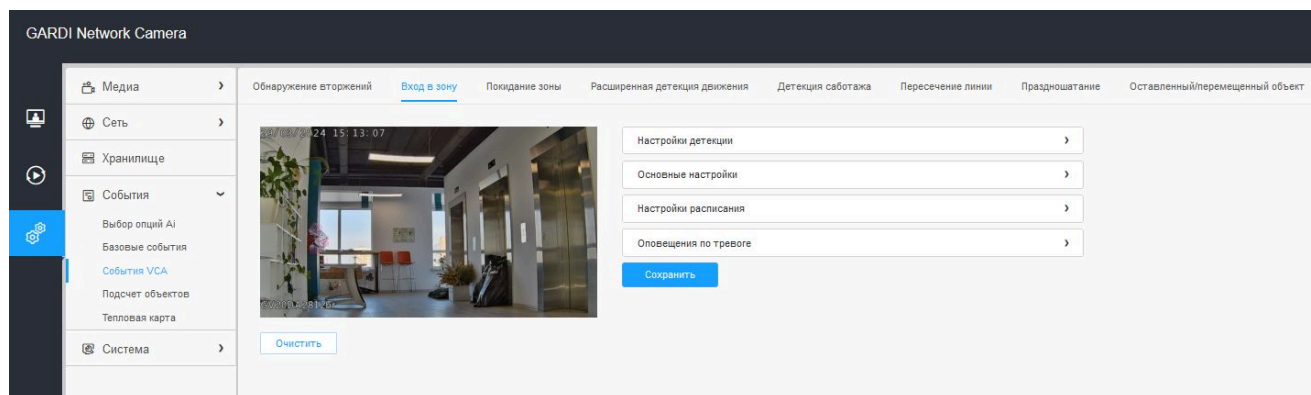 GARDI Network Camera
Медиа
Сеть
Хранилище
События
Выбор опций Ai
Базовые события
События VCA
Подсчет объектов
Тепловая карта
Система
Обнаружение вторжений Вход в зону Покидание зоны Расширенная детекция движения Детекция саботажа Пересечение линии Праздношатание Оставленный/перемещенный объект
15:13:07
Настройки детекции
Основные настройки
Настройки расписания
Оповещения по тревоге
Сохранить
Очистить